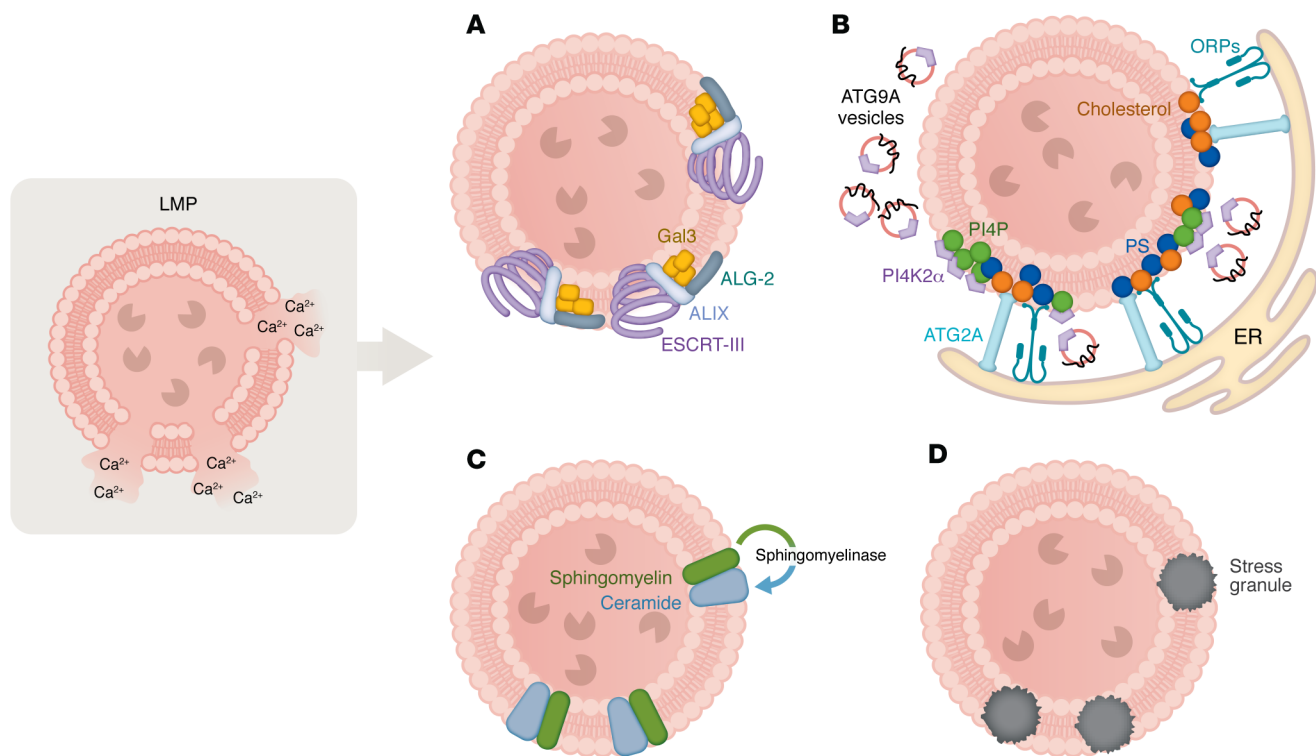 LMP
Ca²⁺
Ca²⁺
Ca²⁺
Ca²⁺
Ca²⁺
Ca²⁺
Ca²⁺
Ca²⁺
A
Gal3
ALG-2
ALIX
ESCRT-III
B
ORPs
ATG9A
vesicles
Cholesterol
PI4P
PS
PI4K2α
ATG2A
ER
C
Sphingomyelinase
Sphingomyelin
Ceramide
D
Stress
granule